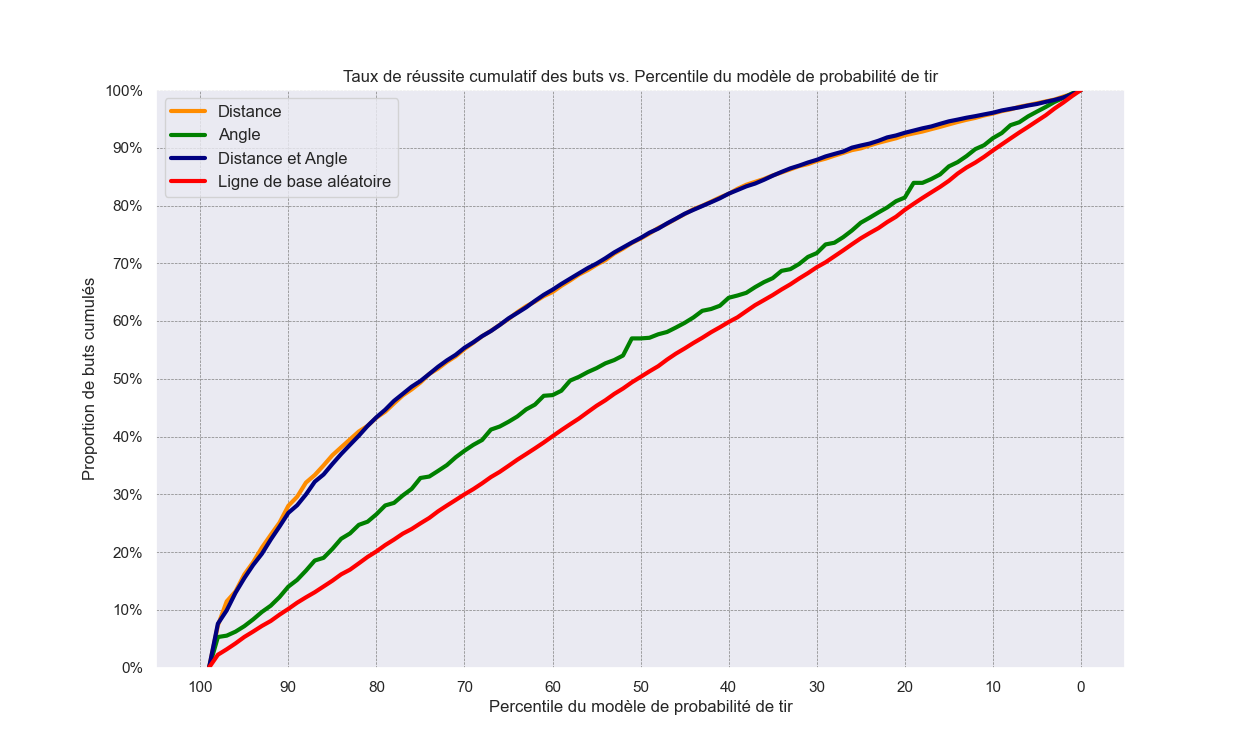 Taux de réussite cumulatif des buts vs. Percentile du modèle de probabilité de tir
Distance
Angle
Distance et Angle
Ligne de base aléatoire
Proportion de buts cumulés
100%
90%
80%
70%
60%
50%
40%
30%
20%
10%
0%
100 90 80 70 60 50 40 30 20 10 0
Percentile du modèle de probabilité de tir